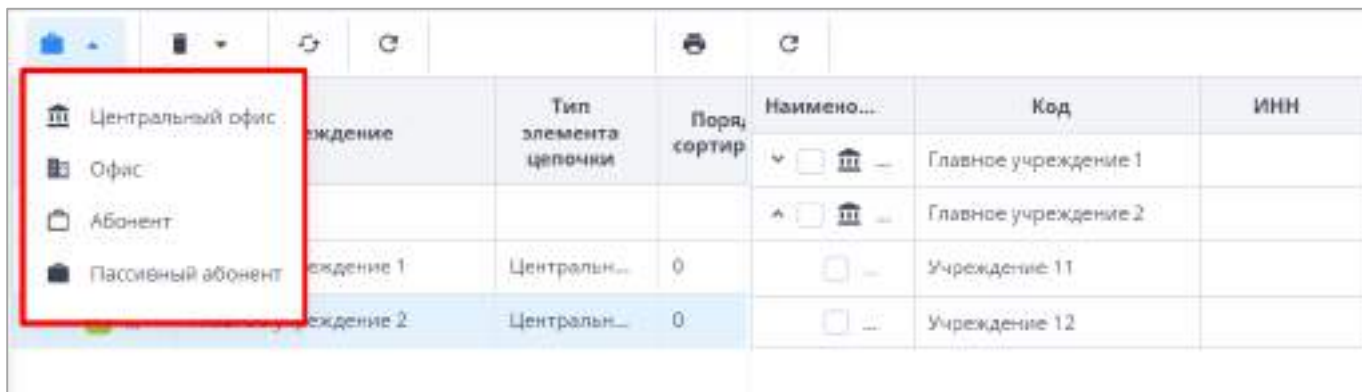 Центральный офис
Офис
Абонент
Пассивный абонент
Тип
элемента
цепочки
Центральн...
0
Центральн...
0
Наимено...
Код
ИНН
...
Главное учреждение 1
...
Главное учреждение 2
...
Учреждение 11
...
Учреждение 12